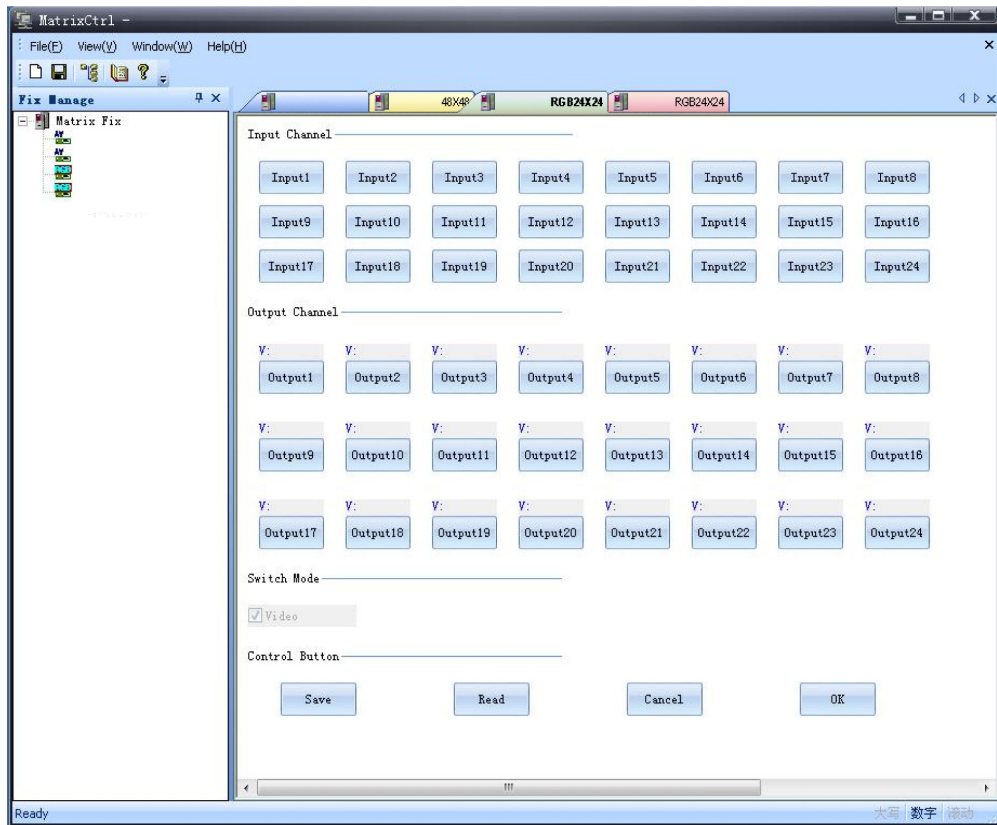 MatrixCtrl -
File(F) View(V) Window(W) Help(H)
Fix Manage
48X48 RGB24X24 RGB24X24
Matrix Fix
AV
AV
RGB
RGB
Input Channel
Input1 Input2 Input3 Input4 Input5 Input6 Input7 Input8
Input9 Input10 Input11 Input12 Input13 Input14 Input15 Input16
Input17 Input18 Input19 Input20 Input21 Input22 Input23 Input24
Output Channel
V: V: V: V: V: V: V: V:
Output1 Output2 Output3 Output4 Output5 Output6 Output7 Output8
V: V: V: V: V: V: V: V:
Output9 Output10 Output11 Output12 Output13 Output14 Output15 Output16
V: V: V: V: V: V: V: V:
Output17 Output18 Output19 Output20 Output21 Output22 Output23 Output24
Switch Mode
Video
Control Button
Save Read Cancel OK
Ready 大写 数字 滚动